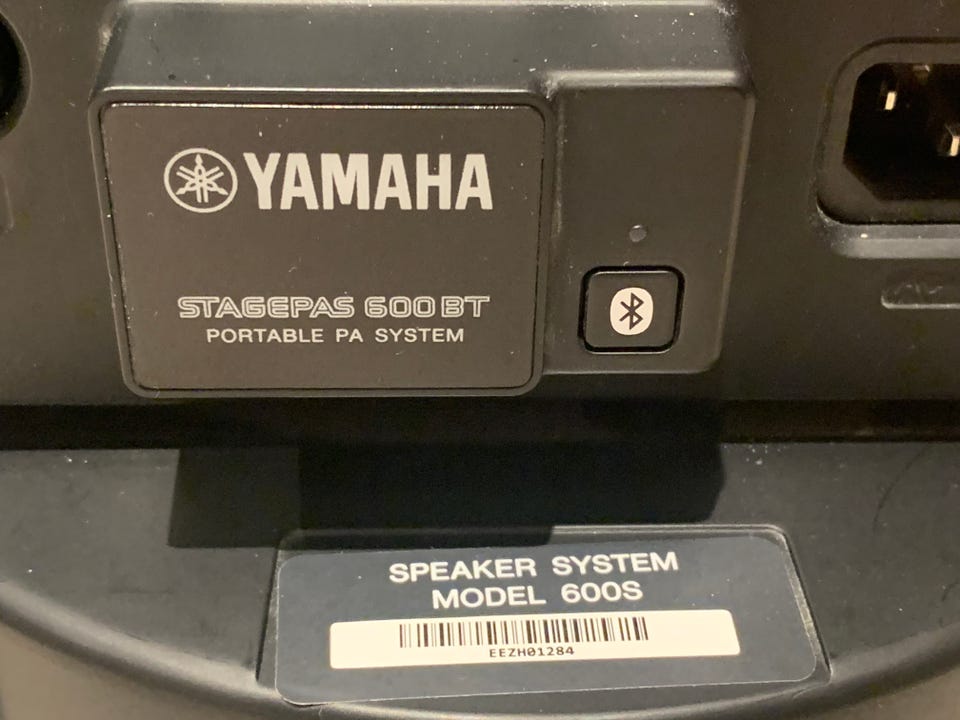 YAMAHA
STAGEPAS 600BT
PORTABLE PA SYSTEM
SPEAKER SYSTEM
MODEL 600S
EEZH01284